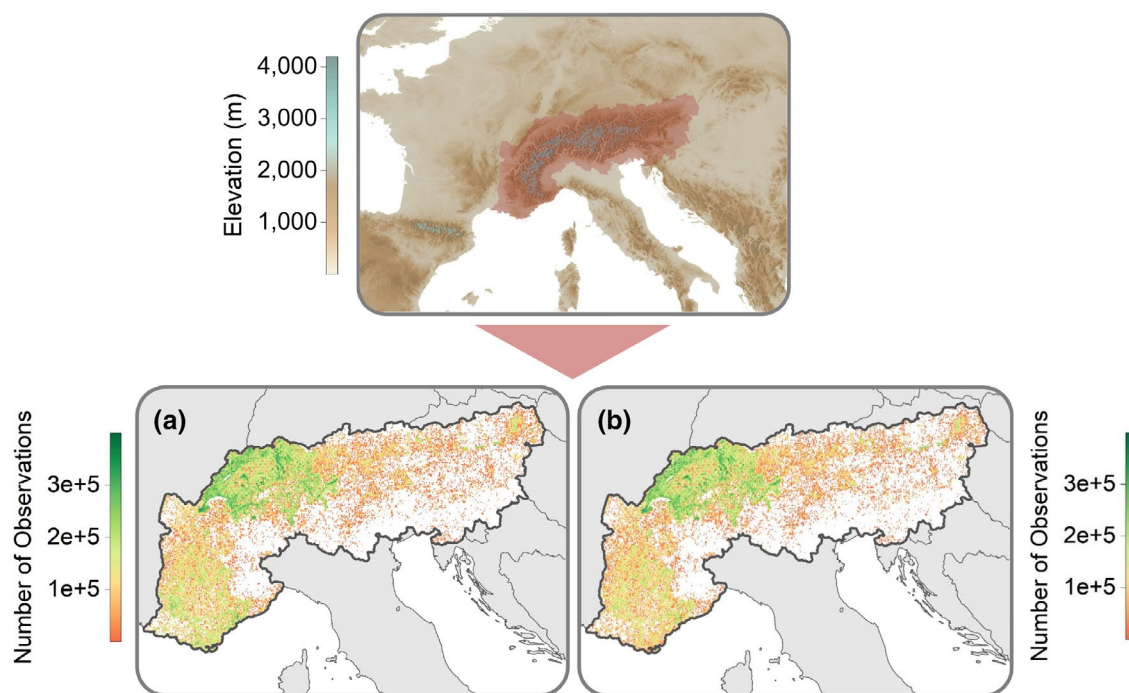 Elevation (m)
4,000
3,000
2,000
1,000
(a)
Number of Observations
3e+5
2e+5
1e+5
(b)
Number of Observations
3e+5
2e+5
1e+5